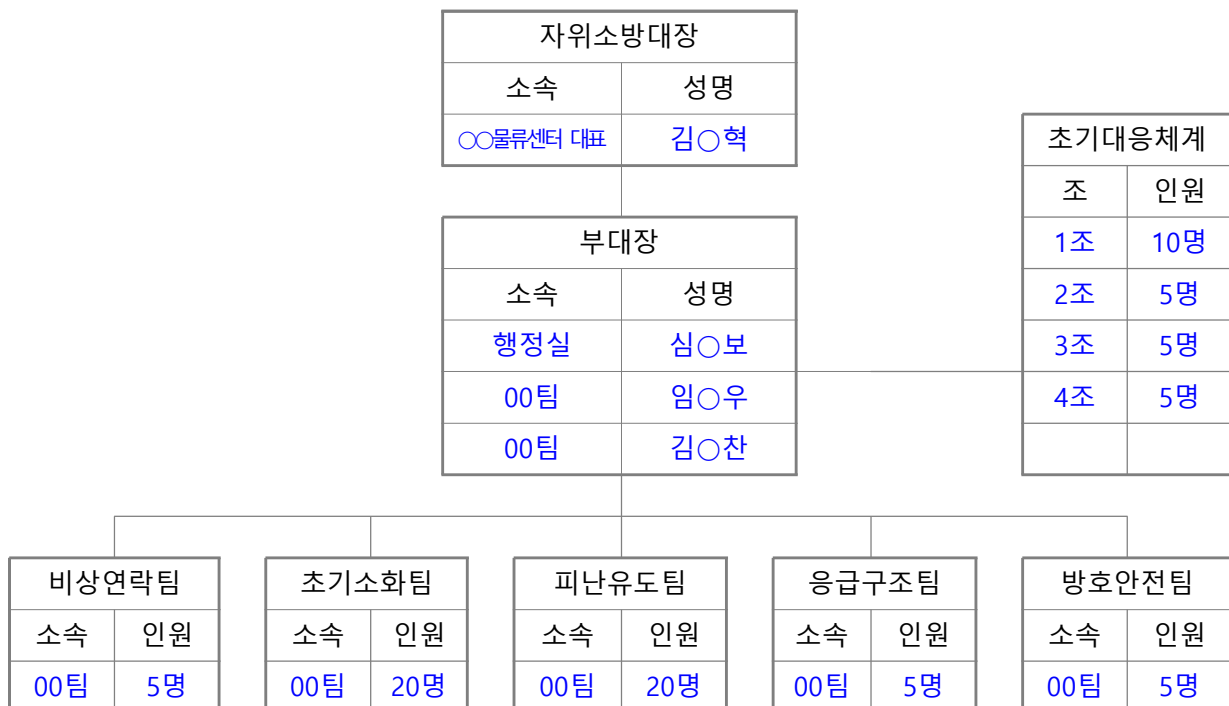 자위소방대장
소속 성명
○○물류센터 대표 김○혁
초기대응체계
조 인원
1조 10명
2조 5명
3조 5명
4조 5명
부대장
소속 성명
행정실 심○보
00팀 임○우
00팀 김○찬
비상연락팀
소속 인원
00팀 5명
초기소화팀
소속 인원
00팀 20명
피난유도팀
소속 인원
00팀 20명
응급구조팀
소속 인원
00팀 5명
방호안전팀
소속 인원
00팀 5명